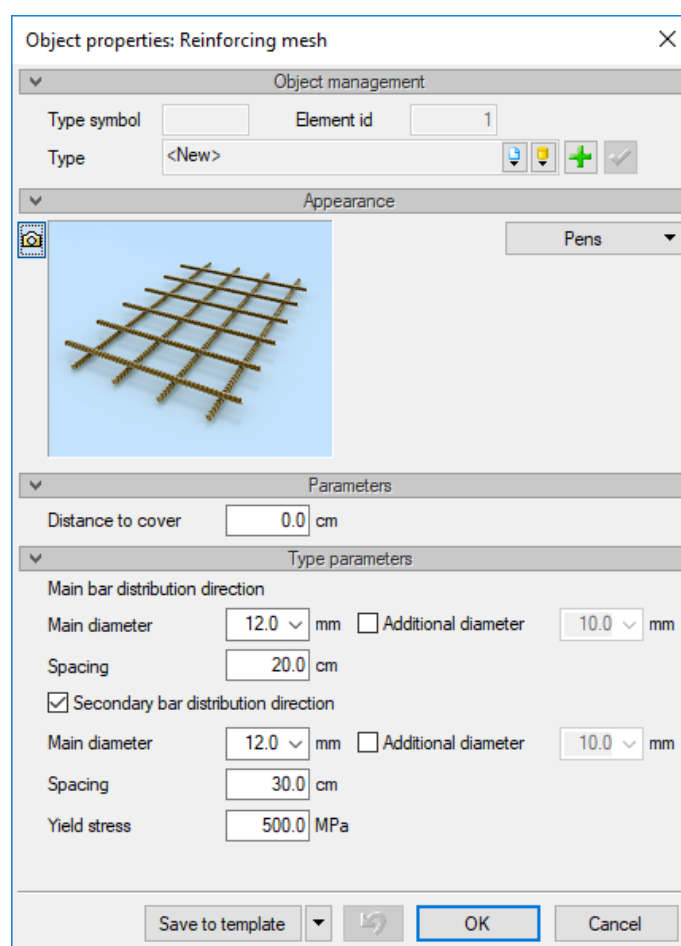 Object properties: Reinforcing mesh
Object management
Type symbol Element id 1
Type <New>
Appearance
Pens
Parameters
Distance to cover 0.0 cm
Type parameters
Main bar distribution direction
Main diameter 12.0 mm Additional diameter 10.0 mm
Spacing 20.0 cm
Secondary bar distribution direction
Main diameter 12.0 mm Additional diameter 10.0 mm
Spacing 30.0 cm
Yield stress 500.0 MPa
Save to template OK Cancel